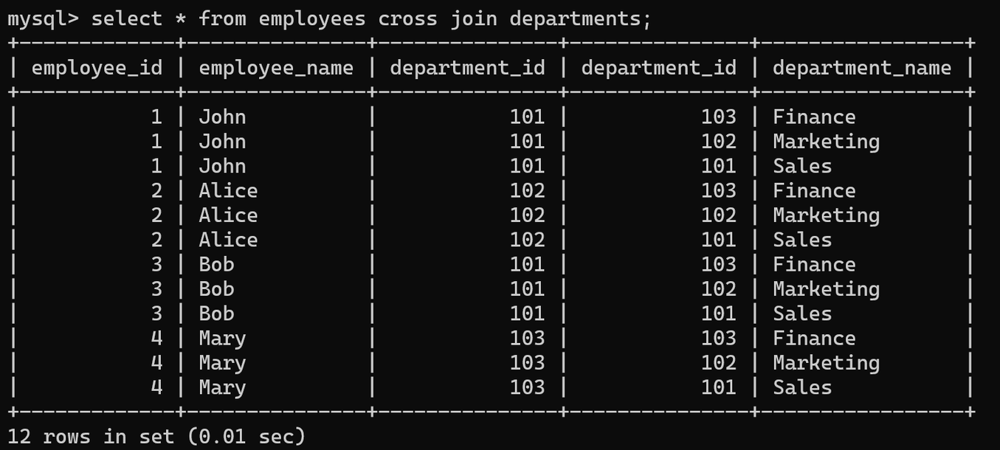 mysql> select * from employees cross join departments;
+-------------+---------------+---------------+---------------+-----------------+
| employee_id | employee_name | department_id | department_id | department_name |
+-------------+---------------+---------------+---------------+-----------------+
|           1 | John          |           101 |           103 | Finance         |
|           1 | John          |           101 |           102 | Marketing       |
|           1 | John          |           101 |           101 | Sales           |
|           2 | Alice         |           102 |           103 | Finance         |
|           2 | Alice         |           102 |           102 | Marketing       |
|           2 | Alice         |           102 |           101 | Sales           |
|           3 | Bob           |           101 |           103 | Finance         |
|           3 | Bob           |           101 |           102 | Marketing       |
|           3 | Bob           |           101 |           101 | Sales           |
|           4 | Mary          |           103 |           103 | Finance         |
|           4 | Mary          |           103 |           102 | Marketing       |
|           4 | Mary          |           103 |           101 | Sales           |
+-------------+---------------+---------------+---------------+-----------------+
12 rows in set (0.01 sec)